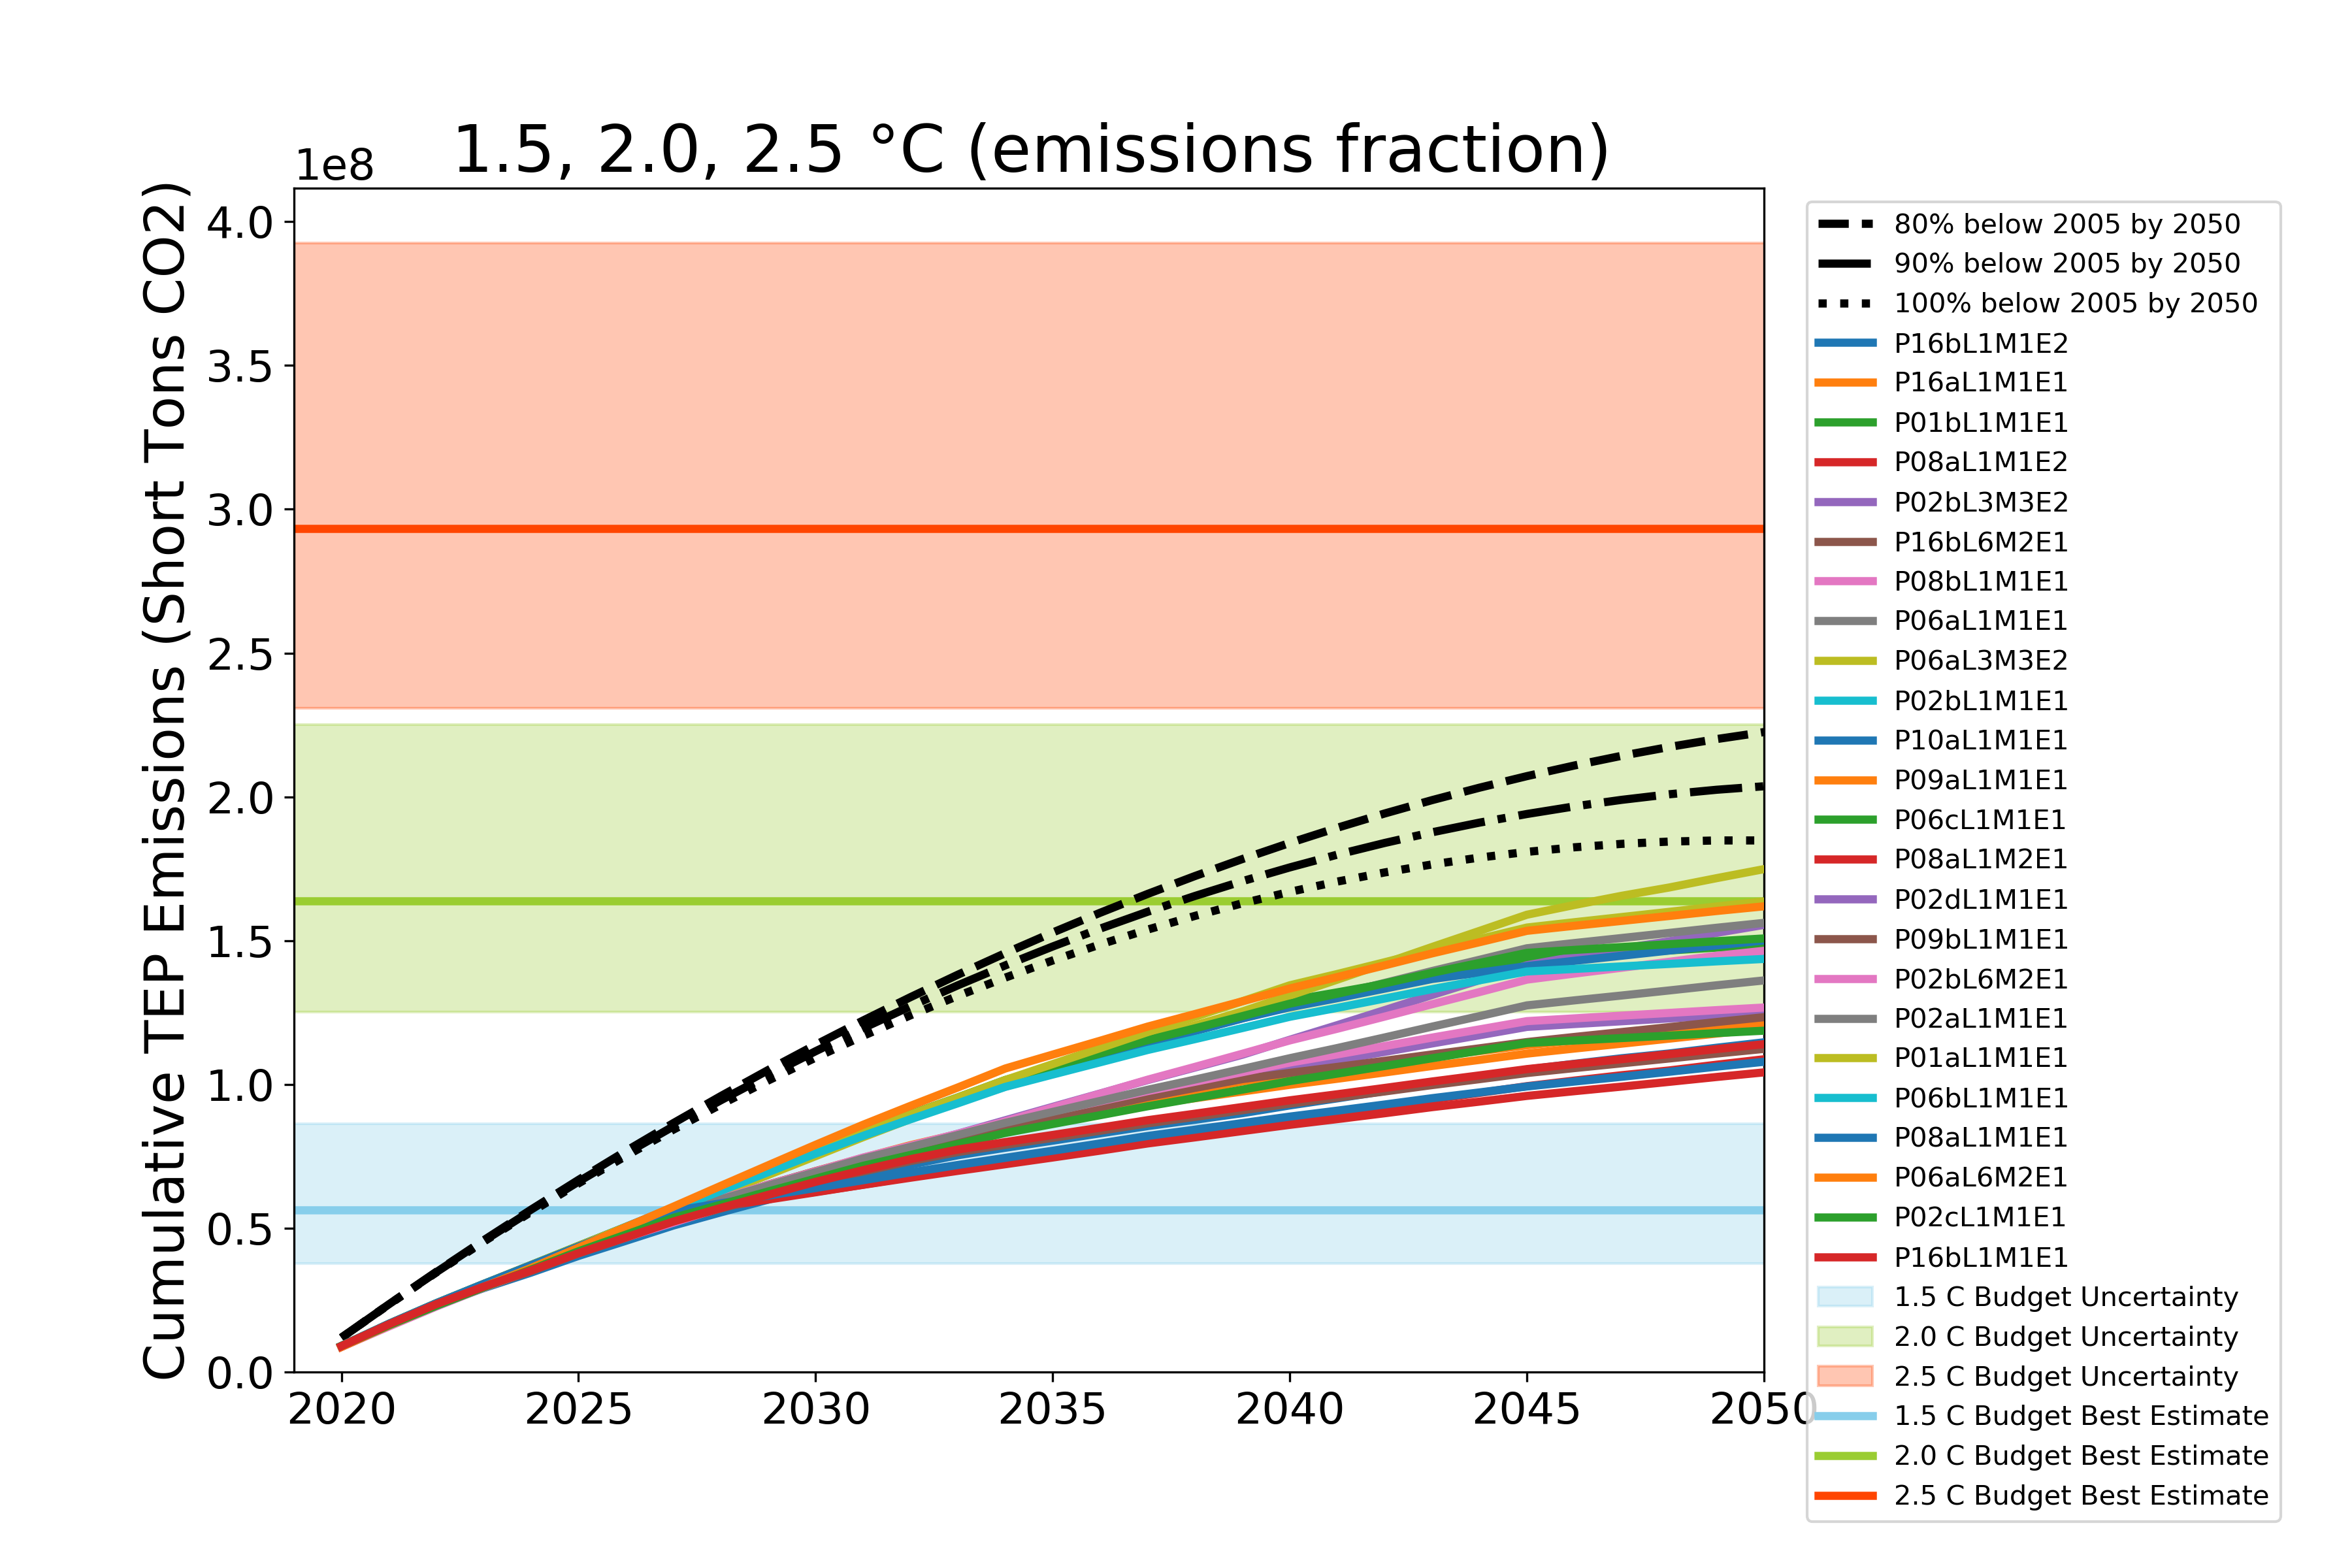 1.5, 2.0, 2.5 °C (emissions fraction)
1e8
Cumulative TEP Emissions (Short Tons CO2)
4.0
3.5
3.0
2.5
2.0
1.5
1.0
0.5
0.0
2020 2025 2030 2035 2040 2045 2050
80% below 2005 by 2050
90% below 2005 by 2050
100% below 2005 by 2050
P16bL1M1E2
P16aL1M1E1
P01bL1M1E1
P08aL1M1E2
P02bL3M3E2
P16bL6M2E1
P08bL1M1E1
P06aL1M1E1
P06aL3M3E2
P02bL1M1E1
P10aL1M1E1
P09aL1M1E1
P06cL1M1E1
P08aL1M2E1
P02dL1M1E1
P09bL1M1E1
P02bL6M2E1
P02aL1M1E1
P01aL1M1E1
P06bL1M1E1
P08aL1M1E1
P06aL6M2E1
P02cL1M1E1
P16bL1M1E1
1.5 C Budget Uncertainty
2.0 C Budget Uncertainty
2.5 C Budget Uncertainty
1.5 C Budget Best Estimate
2.0 C Budget Best Estimate
2.5 C Budget Best Estimate